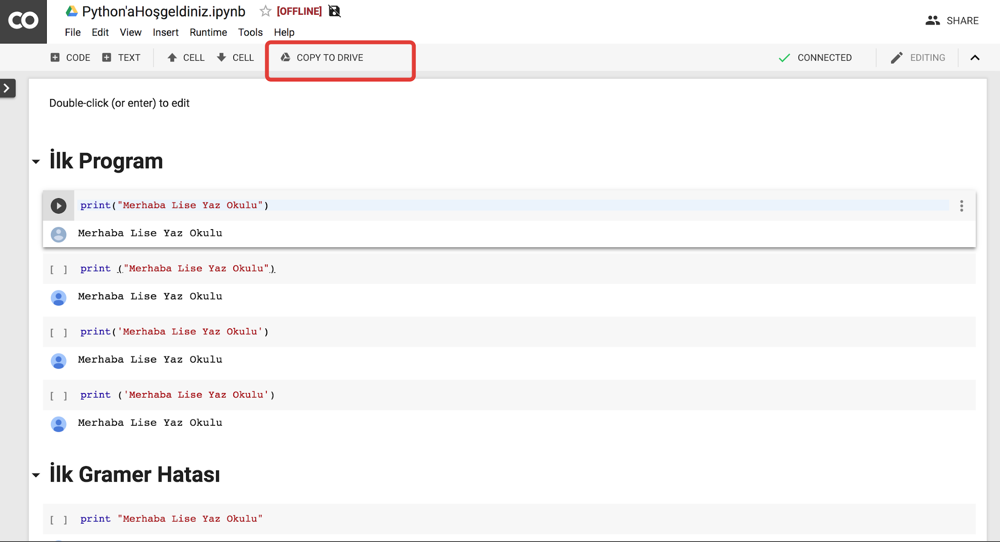 CO Python'aHoşgeldiniz.ipynb [OFFLINE]
SHARE
File Edit View Insert Runtime Tools Help
CODE TEXT CELL CELL COPY TO DRIVE CONNECTED EDITING
Double-click (or enter) to edit
İlk Program
print("Merhaba Lise Yaz Okulu")
Merhaba Lise Yaz Okulu
[ ] print ("Merhaba Lise Yaz Okulu")
Merhaba Lise Yaz Okulu
[ ] print('Merhaba Lise Yaz Okulu')
Merhaba Lise Yaz Okulu
[ ] print ('Merhaba Lise Yaz Okulu')
Merhaba Lise Yaz Okulu
İlk Gramer Hatası
[ ] print "Merhaba Lise Yaz Okulu"